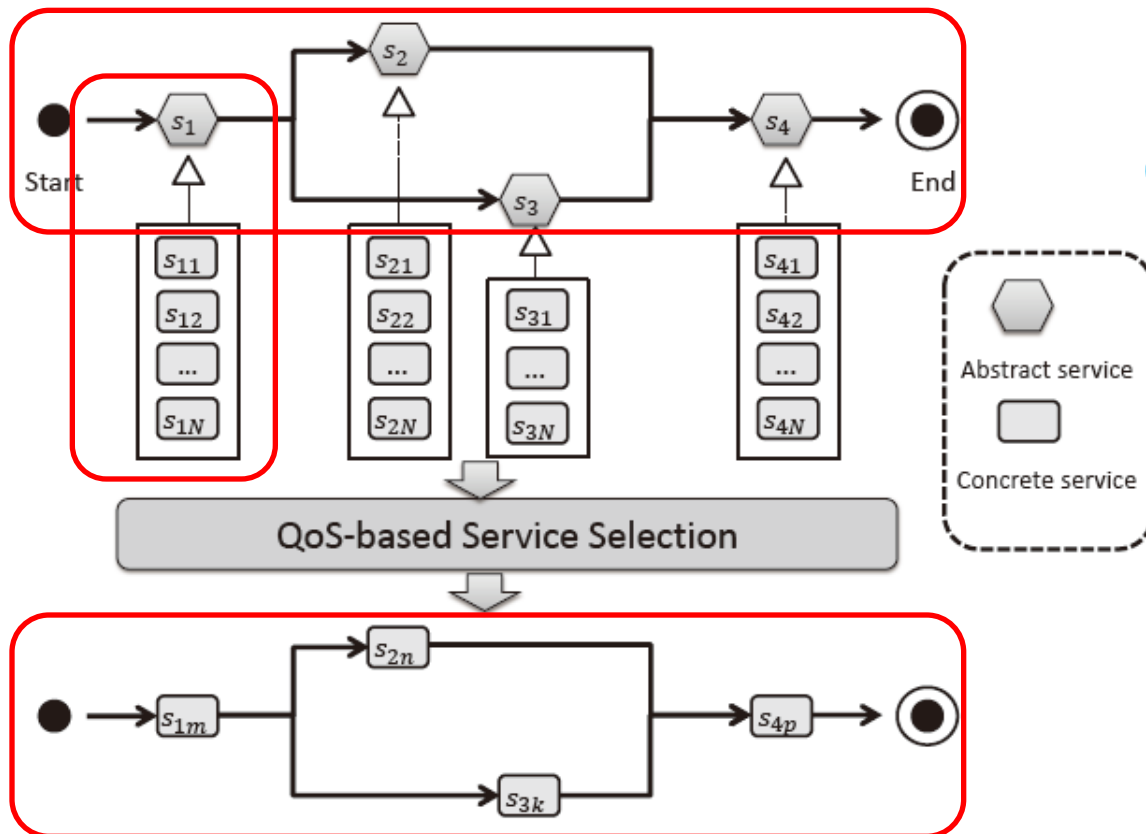 s₂
s₁
s₄
Start
s₃
End
s₁₁
s₂₁
s₄₁
s₁₂
s₂₂
s₃₁
s₄₂
...
...
...
...
s₁N
s₂N
s₃N
s₄N
Abstract service
Concrete service
QoS-based Service Selection
s₂ₙ
s₁ₘ
s₄ₚ
s₃ₖ